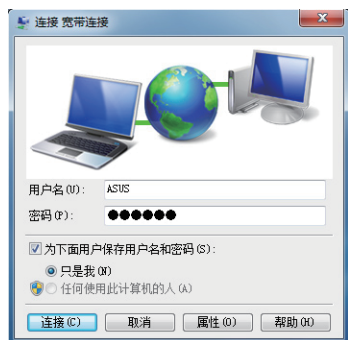 连接 宽带连接
用户名(U): ASUS
密码(P): ●●●●●●
为下面用户保存用户名和密码(S):
只是我(N)
任何使用此计算机的人(A)
连接(C) 取消 属性(O) 帮助(H)